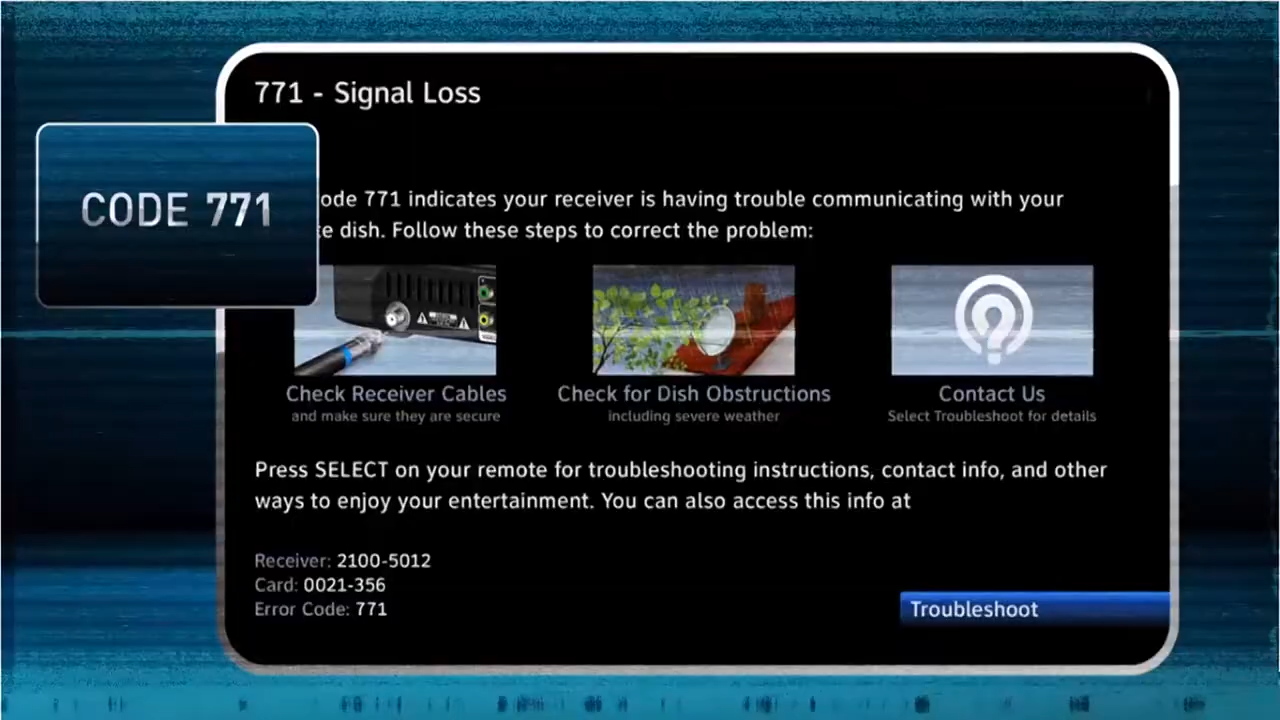 771 - Signal Loss
CODE 771
ode 771 indicates your receiver is having trouble communicating with your
te dish. Follow these steps to correct the problem:
Check Receiver Cables
and make sure they are secure
Check for Dish Obstructions
including severe weather
Contact Us
Select Troubleshoot for details
Press SELECT on your remote for troubleshooting instructions, contact info, and other
ways to enjoy your entertainment. You can also access this info at
Receiver: 2100-5012
Card: 0021-356
Error Code: 771
Troubleshoot